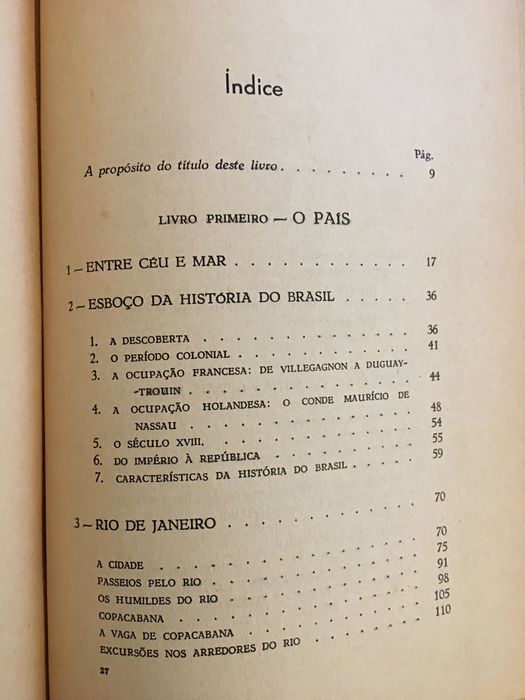 Índice
Pág.
A propósito do título deste livro . . . . . . . . . 9
LIVRO PRIMEIRO — O PAÍS
1 — ENTRE CÉU E MAR . . . . . . . . . . . . 17
2 — ESBOÇO DA HISTÓRIA DO BRASIL . . . . . 36
1. A DESCOBERTA . . . . . . . . . . . . . 36
2. O PERÍODO COLONIAL . . . . . . . . . . . 41
3. A OCUPAÇÃO FRANCESA: DE VILLEGAGNON A DUGUAY-
-TROUIN . . . . . . . . . . . . . 44
4. A OCUPAÇÃO HOLANDESA: O CONDE MAURÍCIO DE
NASSAU . . . . . . . . . . . . . 48
5. O SÉCULO XVIII. . . . . . . . . . . . 54
6. DO IMPÉRIO À REPÚBLICA . . . . . . . . . 55
7. CARACTERÍSTICAS DA HISTÓRIA DO BRASIL . . . . . 59
3 — RIO DE JANEIRO . . . . . . . . . . . . 70
A CIDADE . . . . . . . . . . . . . . 70
PASSEIOS PELO RIO . . . . . . . . . . . . 75
OS HUMILDES DO RIO . . . . . . . . . . . 91
COPACABANA . . . . . . . . . . . . . 98
A VAGA DE COPACABANA . . . . . . . . . . 105
EXCURSÕES NOS ARREDORES DO RIO . . . . . . . 110
27